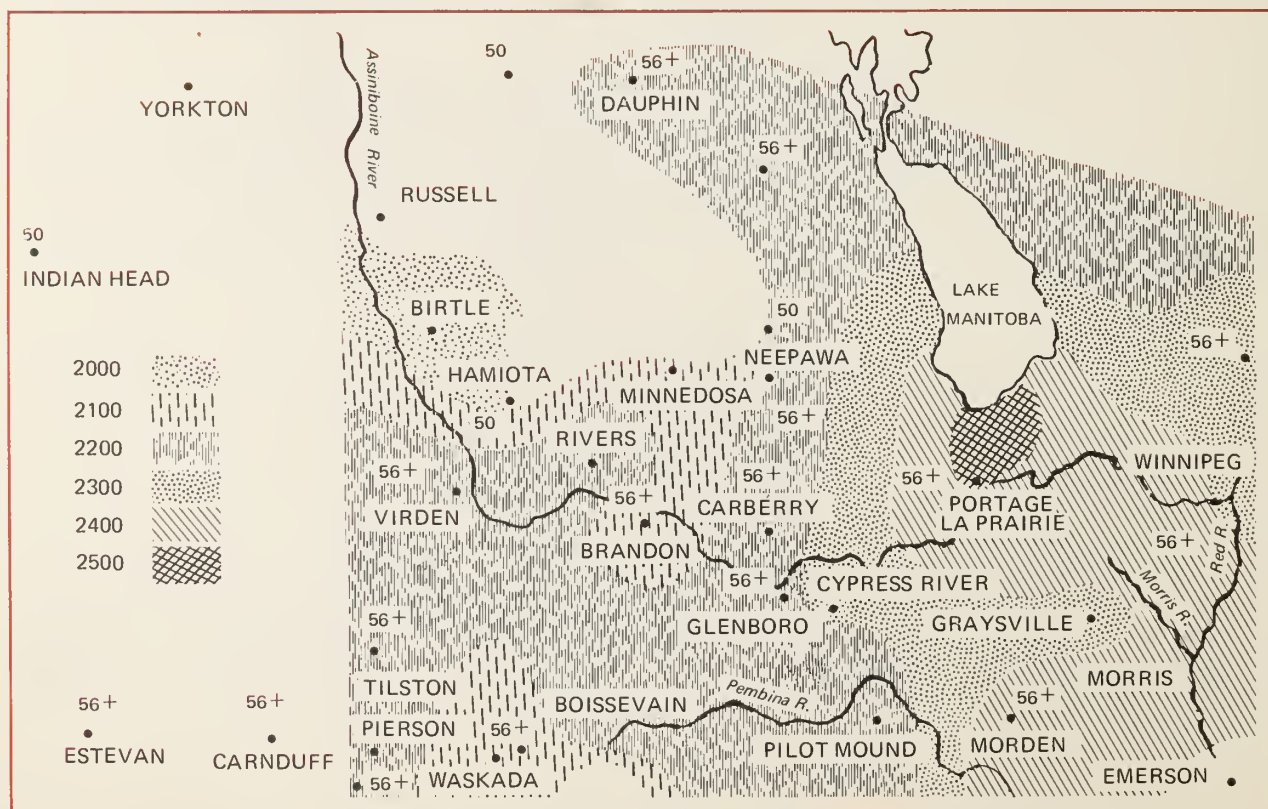 50
56+
YORKTON
Assiniboine River
DAUPHIN
56+
RUSSELL
50
INDIAN HEAD
LAKE
MANITOBA
BIRTLE
50
56+
NEEPAWA
2000
HAMIOTA
MINNEDOSA
2100
50
RIVERS
56+
2200
56+
56+
56+
WINNIPEG
2300
VIRDEN
56+
CARBERRY
PORTAGE
LA PRAIRIE
2400
BRANDON
56+
Red R.
2500
56+
CYPRESS RIVER
Morris R.
56+
GLENBORO
GRAYSVILLE
TILSTON
BOISSEVAIN
Pembina R.
MORRIS
56+
56+
PIERSON
56+
56+
ESTEVAN
CARNDUFF
PILOT MOUND
MORDEN
56+
WASKADA
EMERSON